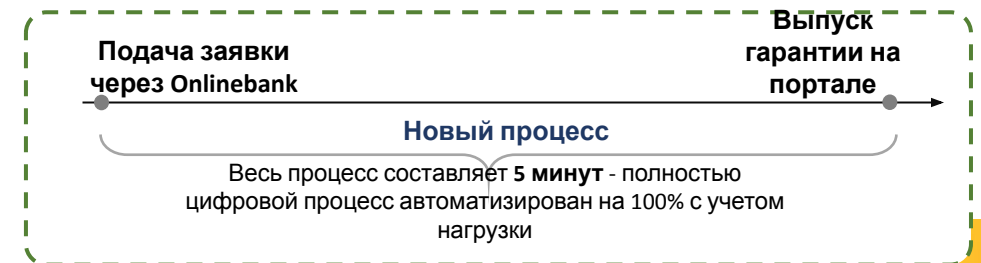 Подача заявки
через Onlinebank
Выпуск
гарантии на
портале
Новый процесс
Весь процесс составляет 5 минут - полностью
цифровой процесс автоматизирован на 100% с учетом
нагрузки